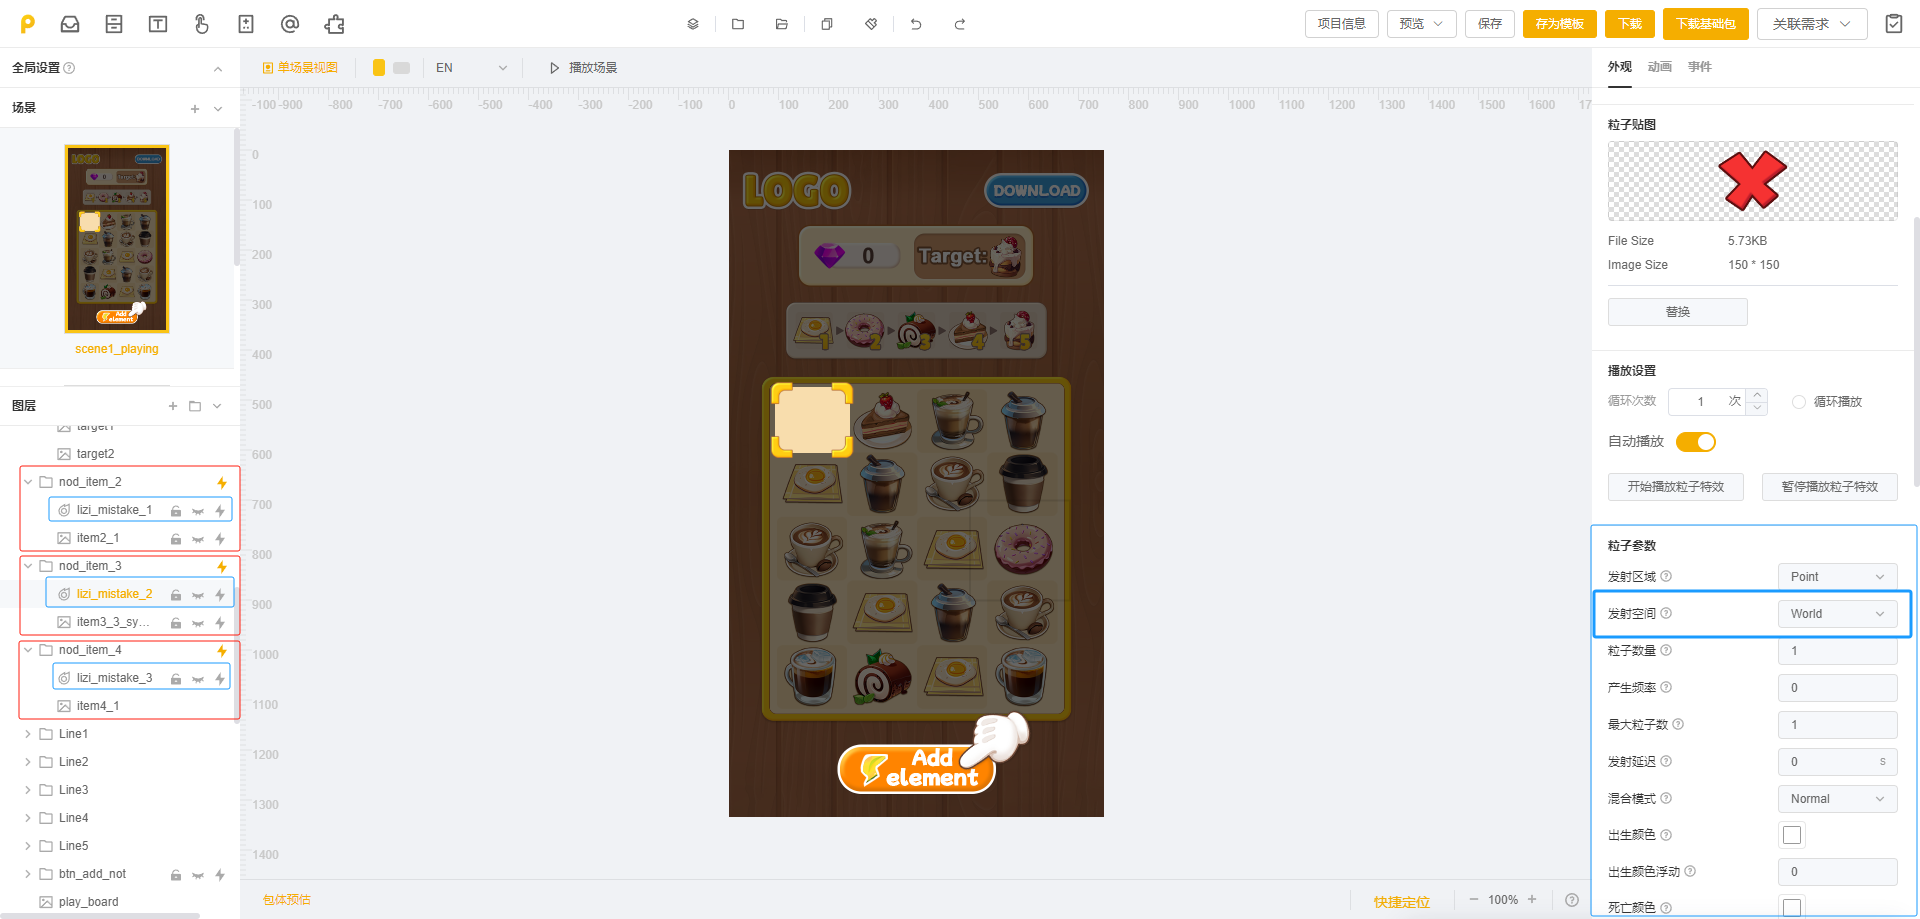 P
项目信息
预览
保存
存为模板
下载
下载基础包
关联需求
全局设置
单场景视图
EN
播放场景
外观
动画
事件
场景
scene1_playing
图层
target1
target2
nod_item_2
lizi_mistake_1
item2_1
nod_item_3
lizi_mistake_2
item3_3_sy...
nod_item_4
lizi_mistake_3
item4_1
Line1
Line2
Line3
Line4
Line5
btn_add_not
play_board
-100 -900 -800 -700 -600 -500 -400 -300 -200 -100 0 100 200 300 400 500 600 700 800 900 1000 1100 1200 1300 1400 1500 1600 17
0
100
200
300
400
500
600
700
800
900
1000
1100
1200
1300
1400
LOGO
DOWNLOAD
0
Target:
1 2 3 4 5
Add
element
包体预估
快捷定位
100%
粒子贴图
File Size 5.73KB
Image Size 150 * 150
替换
播放设置
循环次数 1 次 循环播放
自动播放
开始播放粒子特效
暂停播放粒子特效
粒子参数
发射区域 Point
发射空间 World
粒子数量 1
产生频率 0
最大粒子数 1
发射延迟 0 s
混合模式 Normal
出生颜色
出生颜色浮动 0
死亡颜色